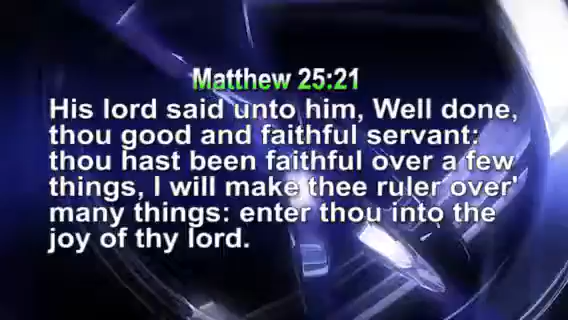 Matthew 25:21
His lord said unto him, Well done,
thou good and faithful servant:
thou hast been faithful over a few
things, I will make thee ruler over'
many things: enter thou into the
joy of thy lord.